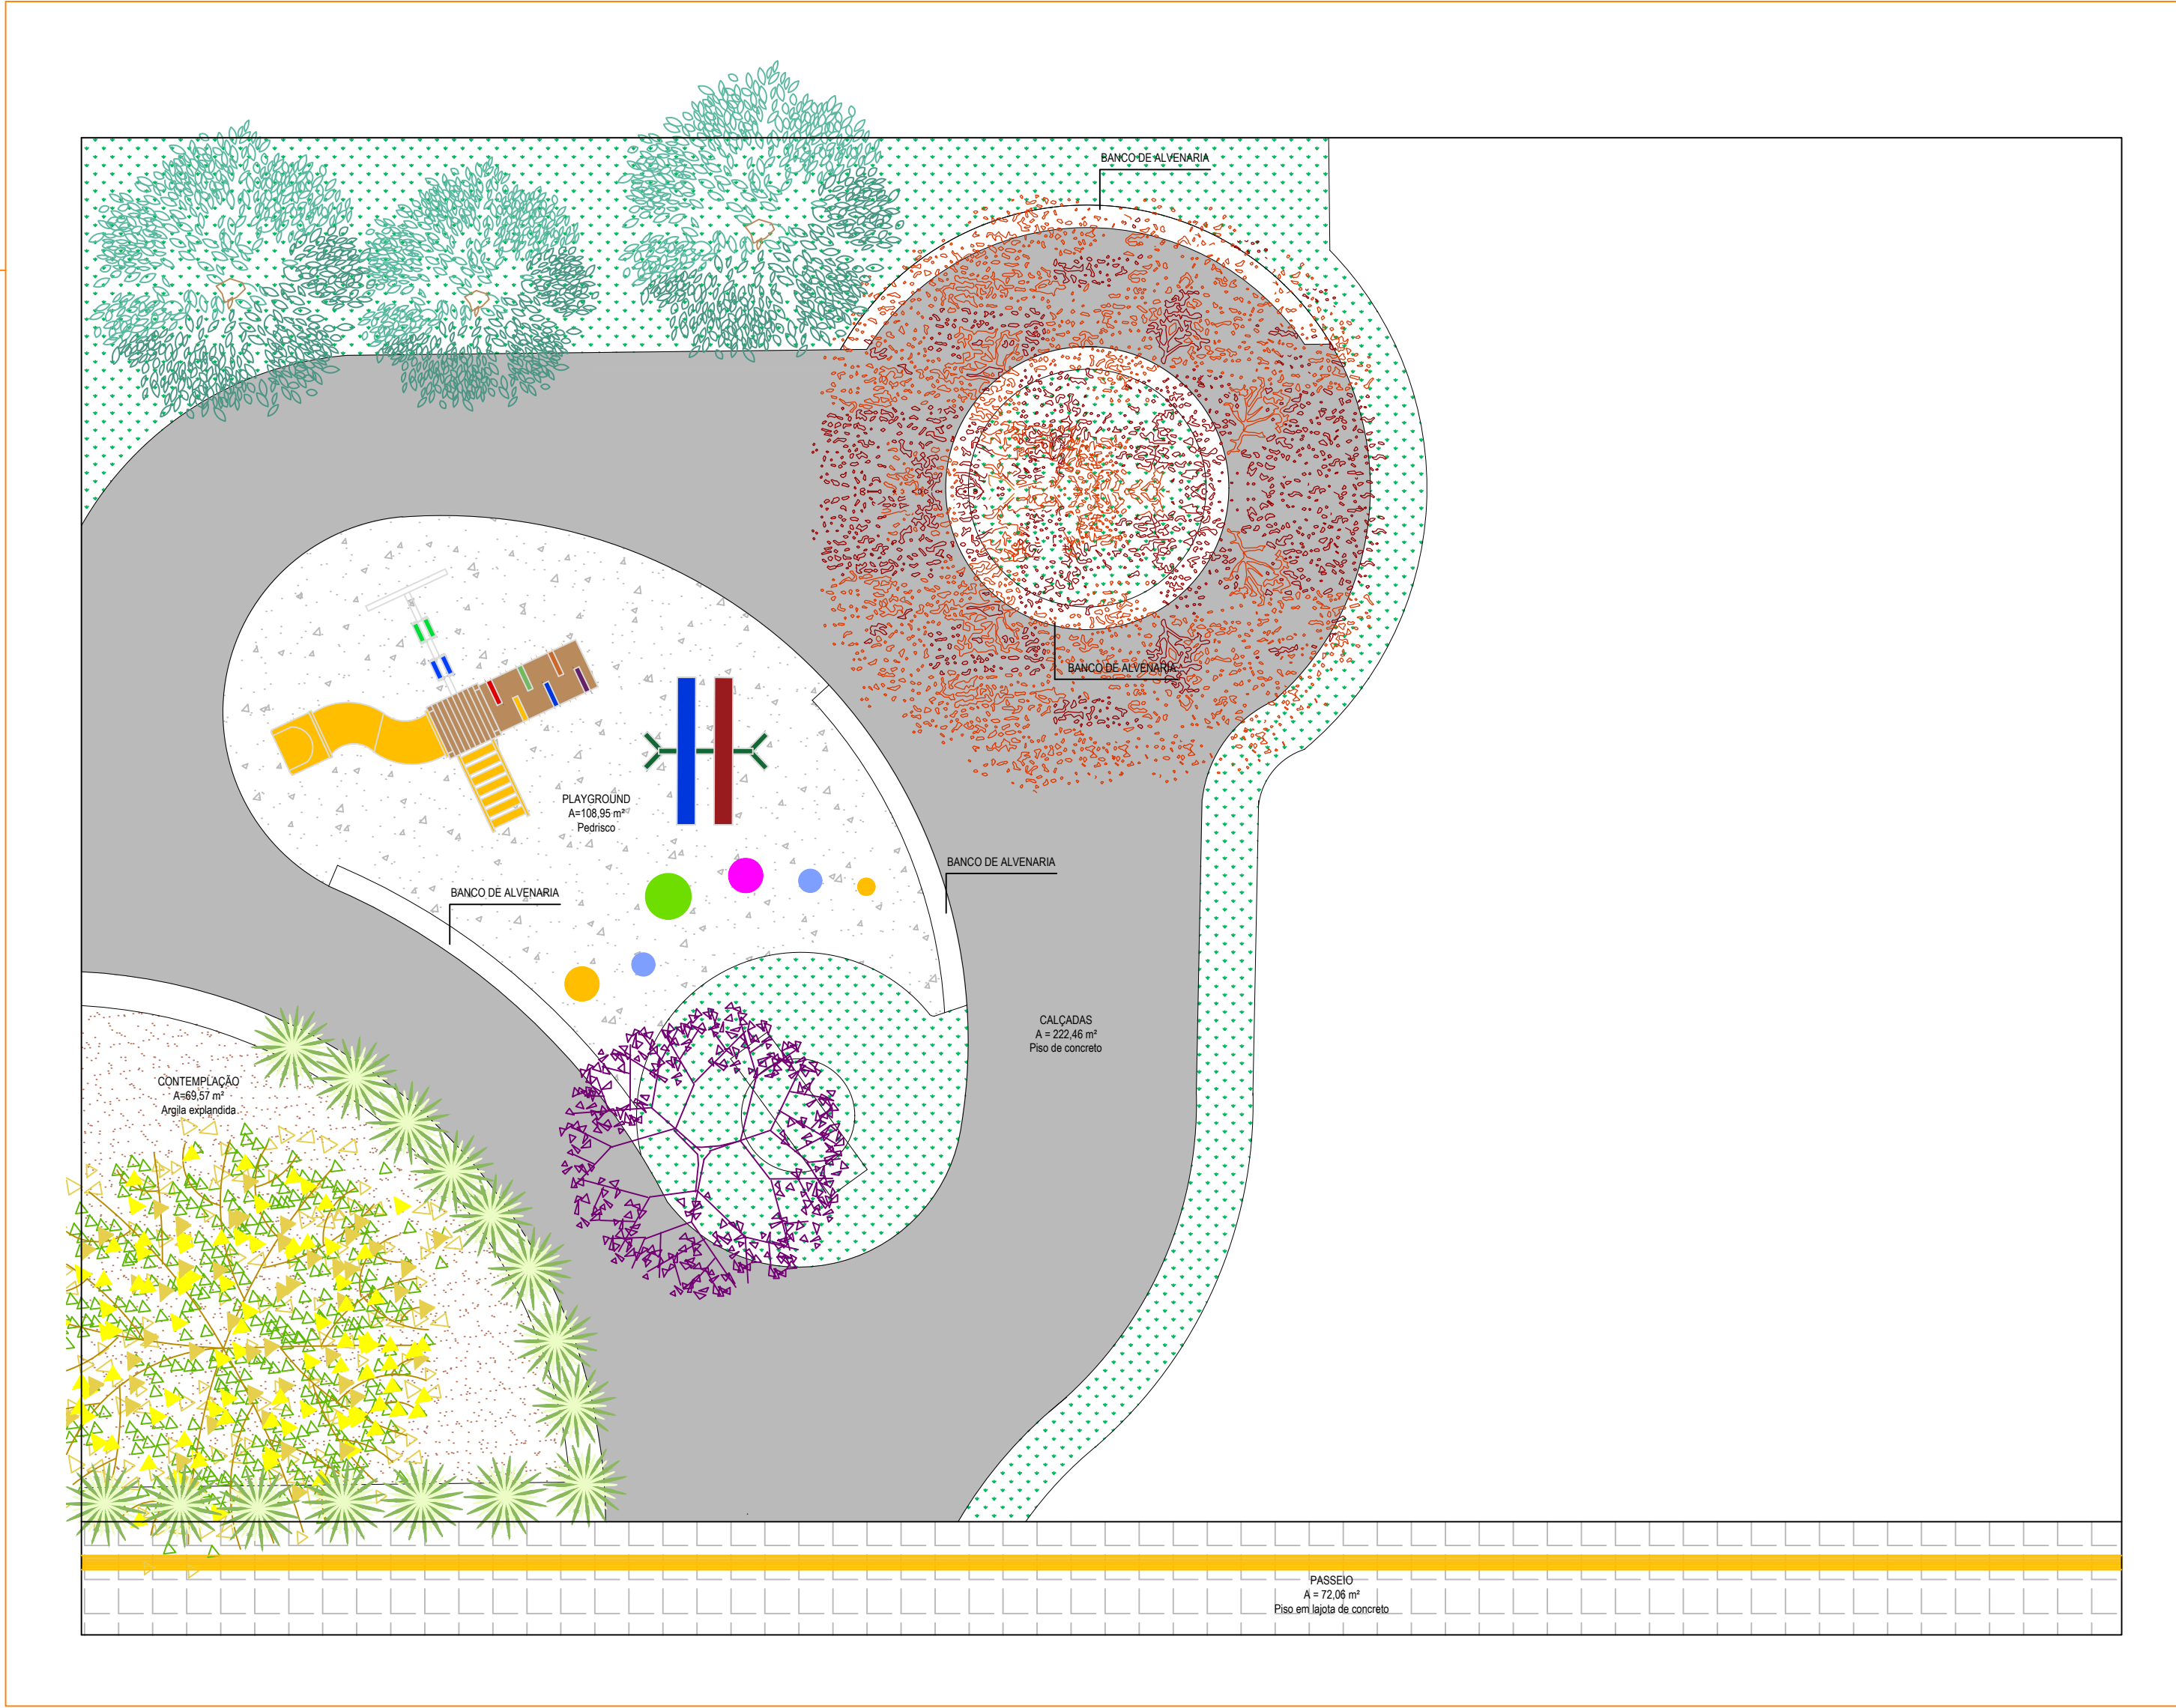 BANCO DE ALVENARIA
BANCO DE ALVENARIA
PLAYGROUND
A=108,95 m²
Pedrisco
BANCO DE ALVENARIA
BANCO DE ALVENARIA
CALÇADAS
A = 222,46 m²
Piso de concreto
CONTEMPLAÇÃO
A=69,57 m²
Argila explandida
PASSEIO
A = 72,06 m²
Piso em lajota de concreto